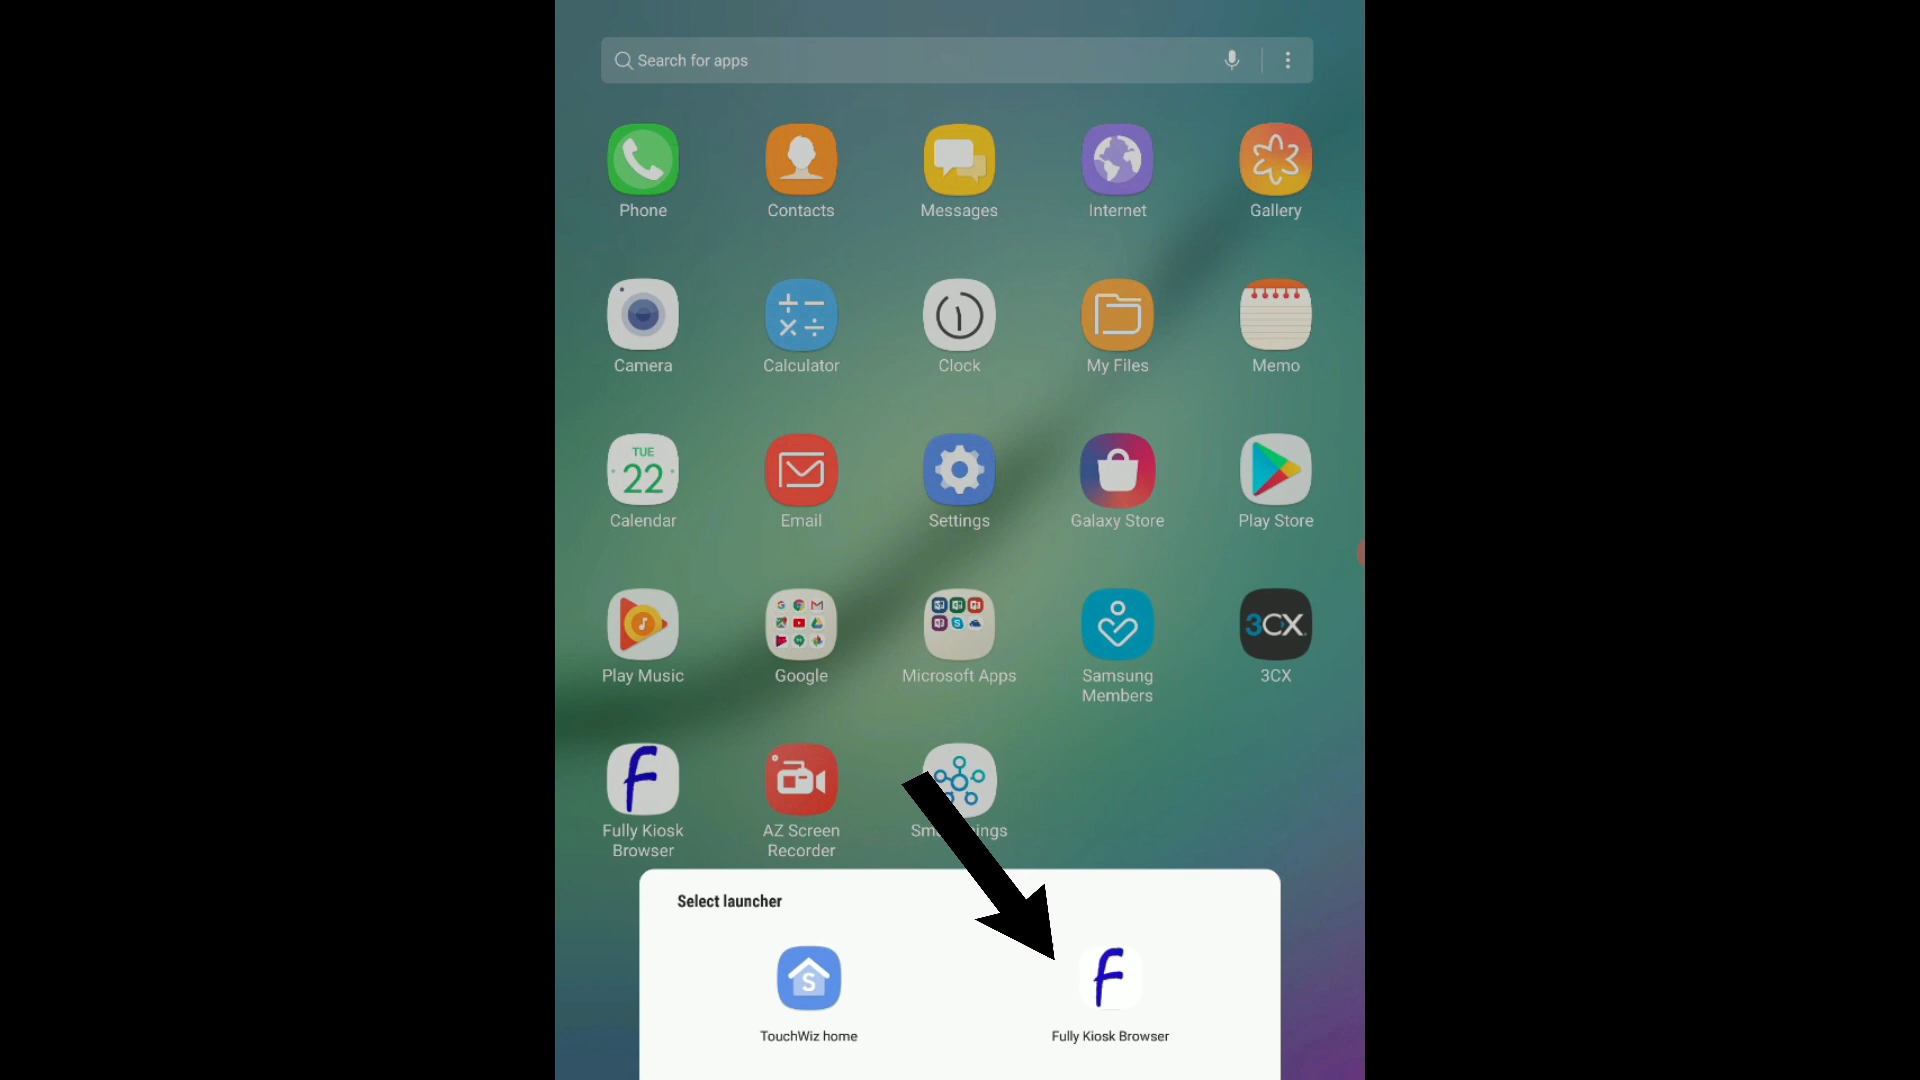 Search for apps
Phone
Contacts
Messages
Internet
Gallery
Camera
Calculator
Clock
My Files
Memo
TUE
22
Calendar
Email
Settings
Galaxy Store
Play Store
Play Music
Google
Microsoft Apps
Samsung
Members
3CX
3CX
f
Fully Kiosk
Browser
AZ Screen
Recorder
Select launcher
S
TouchWiz home
f
Fully Kiosk Browser